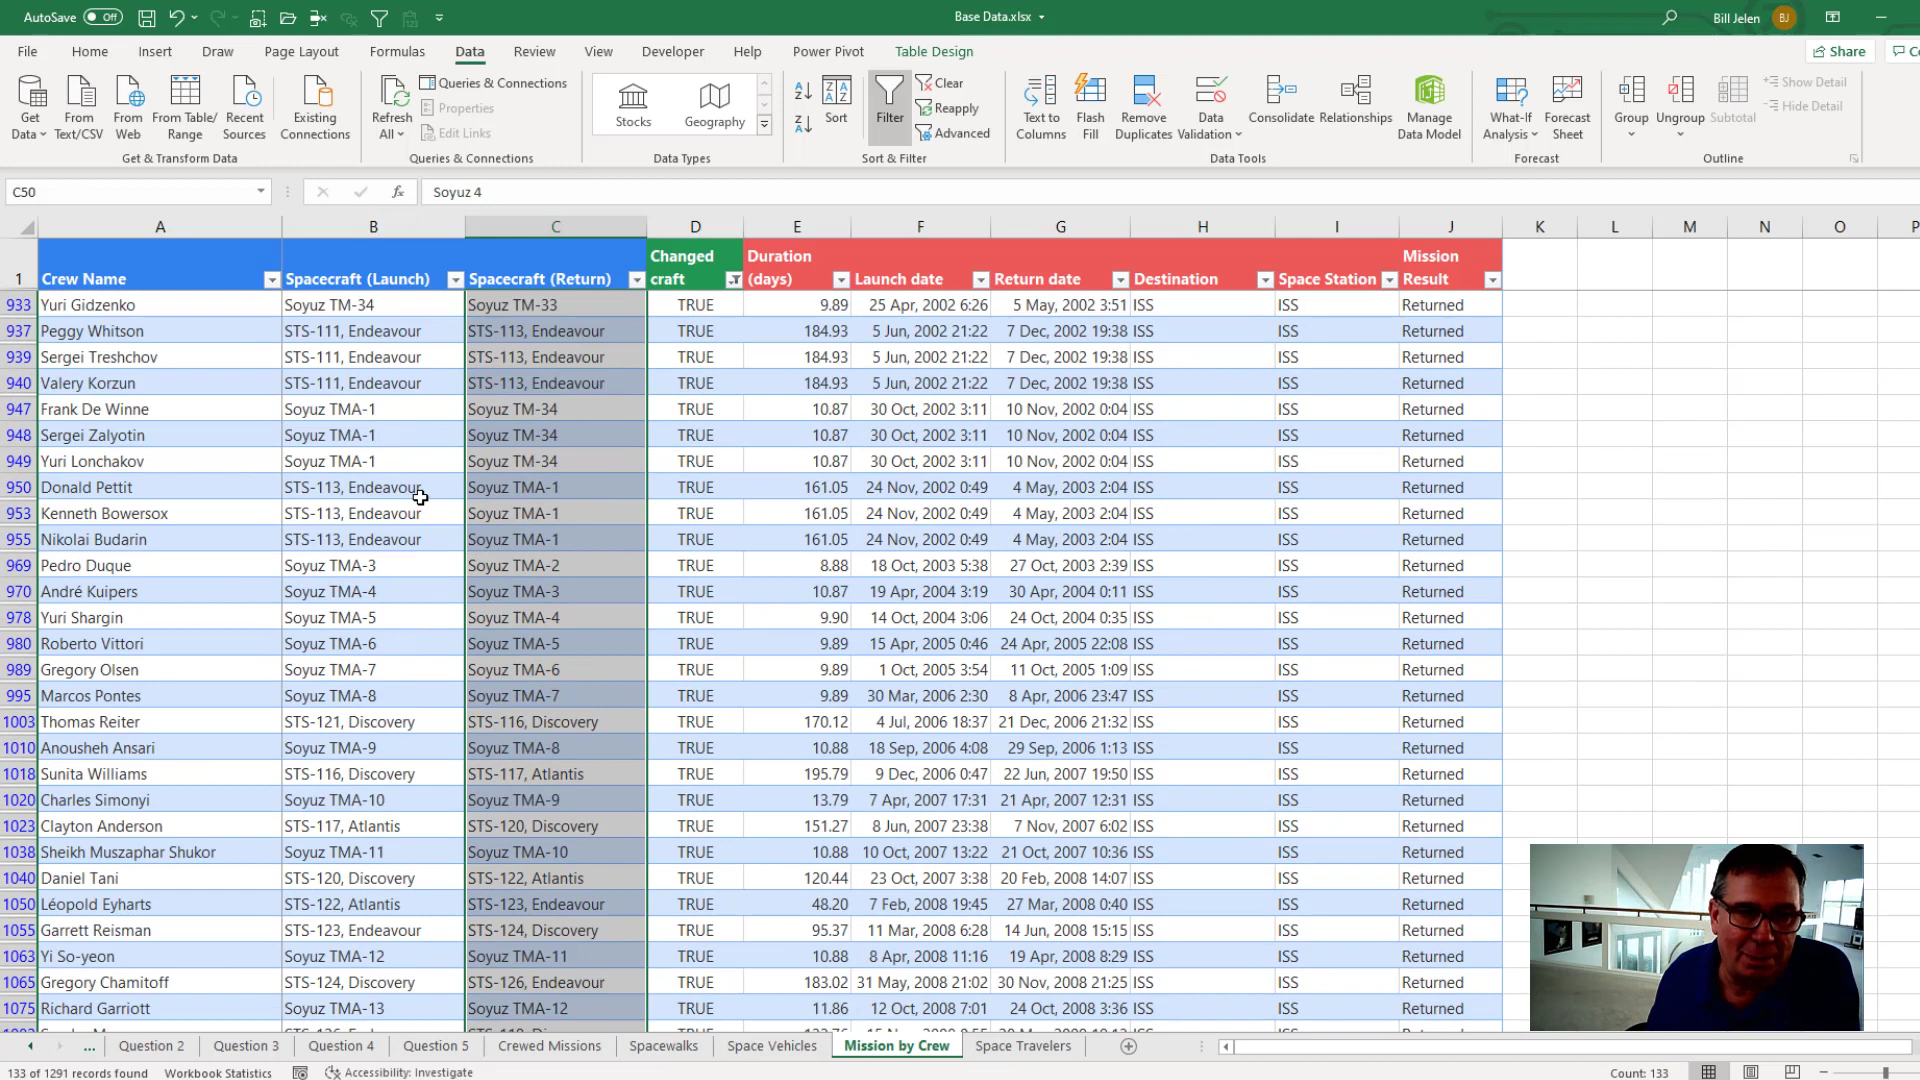 AutoSave Off Base Data.xlsx Bill Jelen BJ
File Home Insert Draw Page Layout Formulas Data Review View Developer Help Power Pivot Table Design Share
Get Data From Text/CSV From Web From Table/ Range Recent Sources Existing Connections Refresh All Queries & Connections Properties Edit Links Stocks Geography Sort Filter Clear Reapply Advanced Text to Columns Flash Fill Remove Duplicates Data Validation Consolidate Relationships Manage Data Model What-If Analysis Forecast Sheet Group Ungroup Subtotal Show Detail Hide Detail
Get & Transform Data Queries & Connections Data Types Sort & Filter Data Tools Forecast Outline
C50 fx Soyuz 4
A B C D E F G H I J K L M N O P
1 Crew Name Spacecraft (Launch) Spacecraft (Return) Changed craft Duration (days) Launch date Return date Destination Space Station Mission Result
933 Yuri Gidzenko Soyuz TM-34 Soyuz TM-33 TRUE 9.89 25 Apr, 2002 6:26 5 May, 2002 3:51 ISS ISS Returned
937 Peggy Whitson STS-111, Endeavour STS-113, Endeavour TRUE 184.93 5 Jun, 2002 21:22 7 Dec, 2002 19:38 ISS ISS Returned
939 Sergei Treshchov STS-111, Endeavour STS-113, Endeavour TRUE 184.93 5 Jun, 2002 21:22 7 Dec, 2002 19:38 ISS ISS Returned
940 Valery Korzun STS-111, Endeavour STS-113, Endeavour TRUE 184.93 5 Jun, 2002 21:22 7 Dec, 2002 19:38 ISS ISS Returned
947 Frank De Winne Soyuz TMA-1 Soyuz TM-34 TRUE 10.87 30 Oct, 2002 3:11 10 Nov, 2002 0:04 ISS ISS Returned
948 Sergei Zalyotin Soyuz TMA-1 Soyuz TM-34 TRUE 10.87 30 Oct, 2002 3:11 10 Nov, 2002 0:04 ISS ISS Returned
949 Yuri Lonchakov Soyuz TMA-1 Soyuz TM-34 TRUE 10.87 30 Oct, 2002 3:11 10 Nov, 2002 0:04 ISS ISS Returned
950 Donald Pettit STS-113, Endeavour Soyuz TMA-1 TRUE 161.05 24 Nov, 2002 0:49 4 May, 2003 2:04 ISS ISS Returned
953 Kenneth Bowersox STS-113, Endeavour Soyuz TMA-1 TRUE 161.05 24 Nov, 2002 0:49 4 May, 2003 2:04 ISS ISS Returned
955 Nikolai Budarin STS-113, Endeavour Soyuz TMA-1 TRUE 161.05 24 Nov, 2002 0:49 4 May, 2003 2:04 ISS ISS Returned
969 Pedro Duque Soyuz TMA-3 Soyuz TMA-2 TRUE 8.88 18 Oct, 2003 5:38 27 Oct, 2003 2:39 ISS ISS Returned
970 André Kuipers Soyuz TMA-4 Soyuz TMA-3 TRUE 10.87 19 Apr, 2004 3:19 30 Apr, 2004 0:11 ISS ISS Returned
978 Yuri Shargin Soyuz TMA-5 Soyuz TMA-4 TRUE 9.90 14 Oct, 2004 3:06 24 Oct, 2004 0:35 ISS ISS Returned
980 Roberto Vittori Soyuz TMA-6 Soyuz TMA-5 TRUE 9.89 15 Apr, 2005 0:46 24 Apr, 2005 22:08 ISS ISS Returned
989 Gregory Olsen Soyuz TMA-7 Soyuz TMA-6 TRUE 9.89 1 Oct, 2005 3:54 11 Oct, 2005 1:09 ISS ISS Returned
995 Marcos Pontes Soyuz TMA-8 Soyuz TMA-7 TRUE 9.89 30 Mar, 2006 2:30 8 Apr, 2006 23:47 ISS ISS Returned
1003 Thomas Reiter STS-121, Discovery STS-116, Discovery TRUE 170.12 4 Jul, 2006 18:37 21 Dec, 2006 21:32 ISS ISS Returned
1010 Anousheh Ansari Soyuz TMA-9 Soyuz TMA-8 TRUE 10.88 18 Sep, 2006 4:08 29 Sep, 2006 1:13 ISS ISS Returned
1018 Sunita Williams STS-116, Discovery STS-117, Atlantis TRUE 195.79 9 Dec, 2006 0:47 22 Jun, 2007 19:50 ISS ISS Returned
1020 Charles Simonyi Soyuz TMA-10 Soyuz TMA-9 TRUE 13.79 7 Apr, 2007 17:31 21 Apr, 2007 12:31 ISS ISS Returned
1023 Clayton Anderson STS-117, Atlantis STS-120, Discovery TRUE 151.27 8 Jun, 2007 23:38 7 Nov, 2007 6:02 ISS ISS Returned
1038 Sheikh Muszaphar Shukor Soyuz TMA-11 Soyuz TMA-10 TRUE 10.88 10 Oct, 2007 13:22 21 Oct, 2007 10:36 ISS ISS Returned
1040 Daniel Tani STS-120, Discovery STS-122, Atlantis TRUE 120.44 23 Oct, 2007 3:38 20 Feb, 2008 14:07 ISS ISS Returned
1050 Léopold Eyharts STS-122, Atlantis STS-123, Endeavour TRUE 48.20 7 Feb, 2008 19:45 27 Mar, 2008 0:40 ISS ISS Returned
1055 Garrett Reisman STS-123, Endeavour STS-124, Discovery TRUE 95.37 11 Mar, 2008 6:28 14 Jun, 2008 15:15 ISS ISS Returned
1063 Yi So-yeon Soyuz TMA-12 Soyuz TMA-11 TRUE 10.88 8 Apr, 2008 11:16 19 Apr, 2008 8:29 ISS ISS Returned
1065 Gregory Chamitoff STS-124, Discovery STS-126, Endeavour TRUE 183.02 31 May, 2008 21:02 30 Nov, 2008 21:25 ISS ISS Returned
1075 Richard Garriott Soyuz TMA-13 Soyuz TMA-12 TRUE 11.86 12 Oct, 2008 7:01 24 Oct, 2008 3:36 ISS ISS Returned
... Question 2 Question 3 Question 4 Question 5 Crewed Missions Spacewalks Space Vehicles Mission by Crew Space Travelers
133 of 1291 records found Workbook Statistics Accessibility: Investigate Count: 133